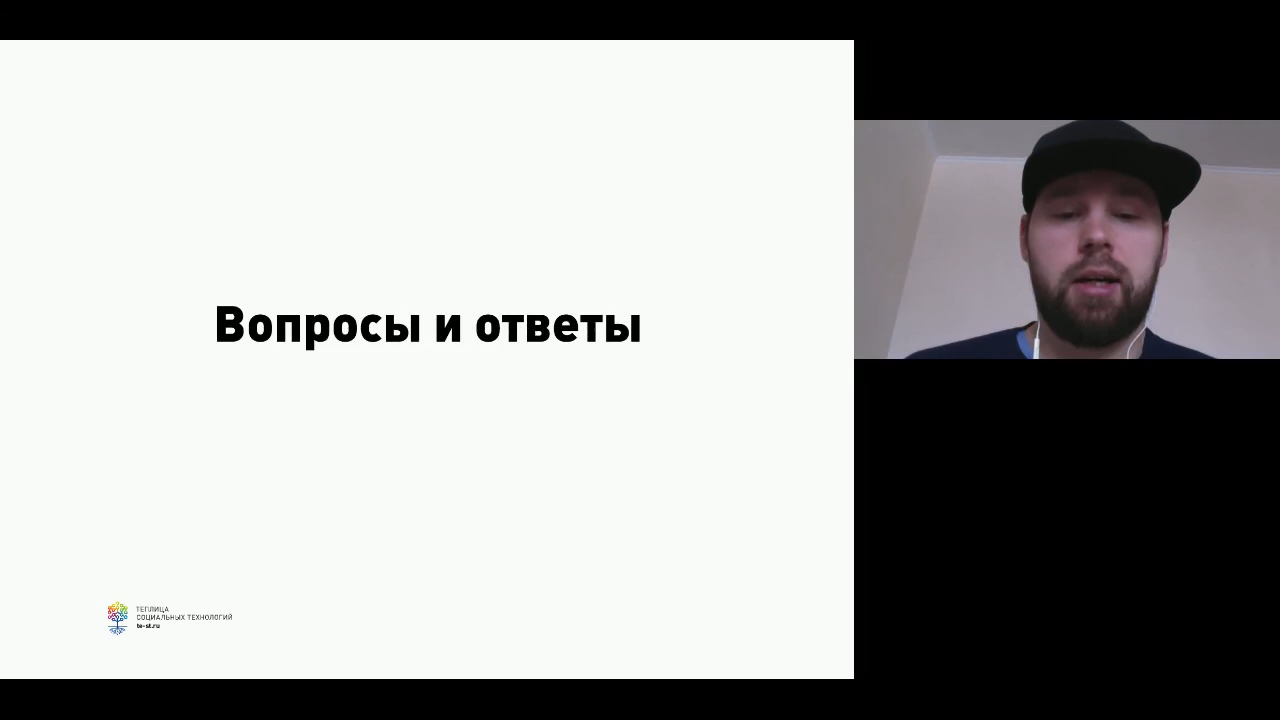 Вопросы и ответы
ТЕПЛИЦА
СОЦИАЛЬНЫХ ТЕХНОЛОГИЙ
te-st.ru